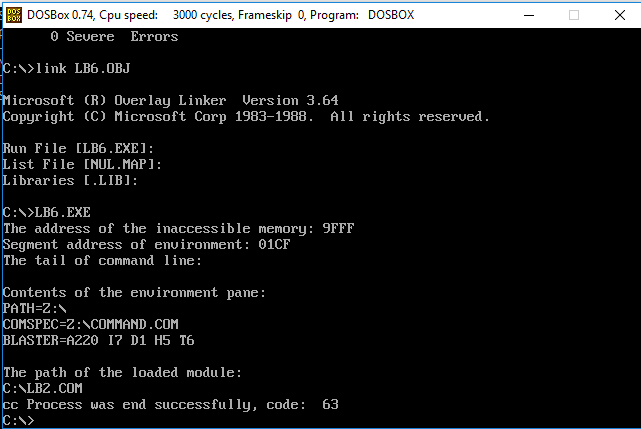 DOSBox 0.74, Cpu speed: 3000 cycles, Frameskip 0, Program: DOSBOX
0 Severe Errors
C:\>link LB6.OBJ
Microsoft (R) Overlay Linker Version 3.64
Copyright (C) Microsoft Corp 1983-1988. All rights reserved.
Run File [LB6.EXE]:
List File [NUL.MAP]:
Libraries [.LIB]:
C:\>LB6.EXE
The address of the inaccessible memory: 9FFF
Segment address of environment: 01CF
The tail of command line:
Contents of the environment pane:
PATH=Z:\
COMSPEC=Z:\COMMAND.COM
BLASTER=A220 I7 D1 H5 T6
The path of the loaded module:
C:\LB2.COM
cc Process was end successfully, code: 63
C:\>